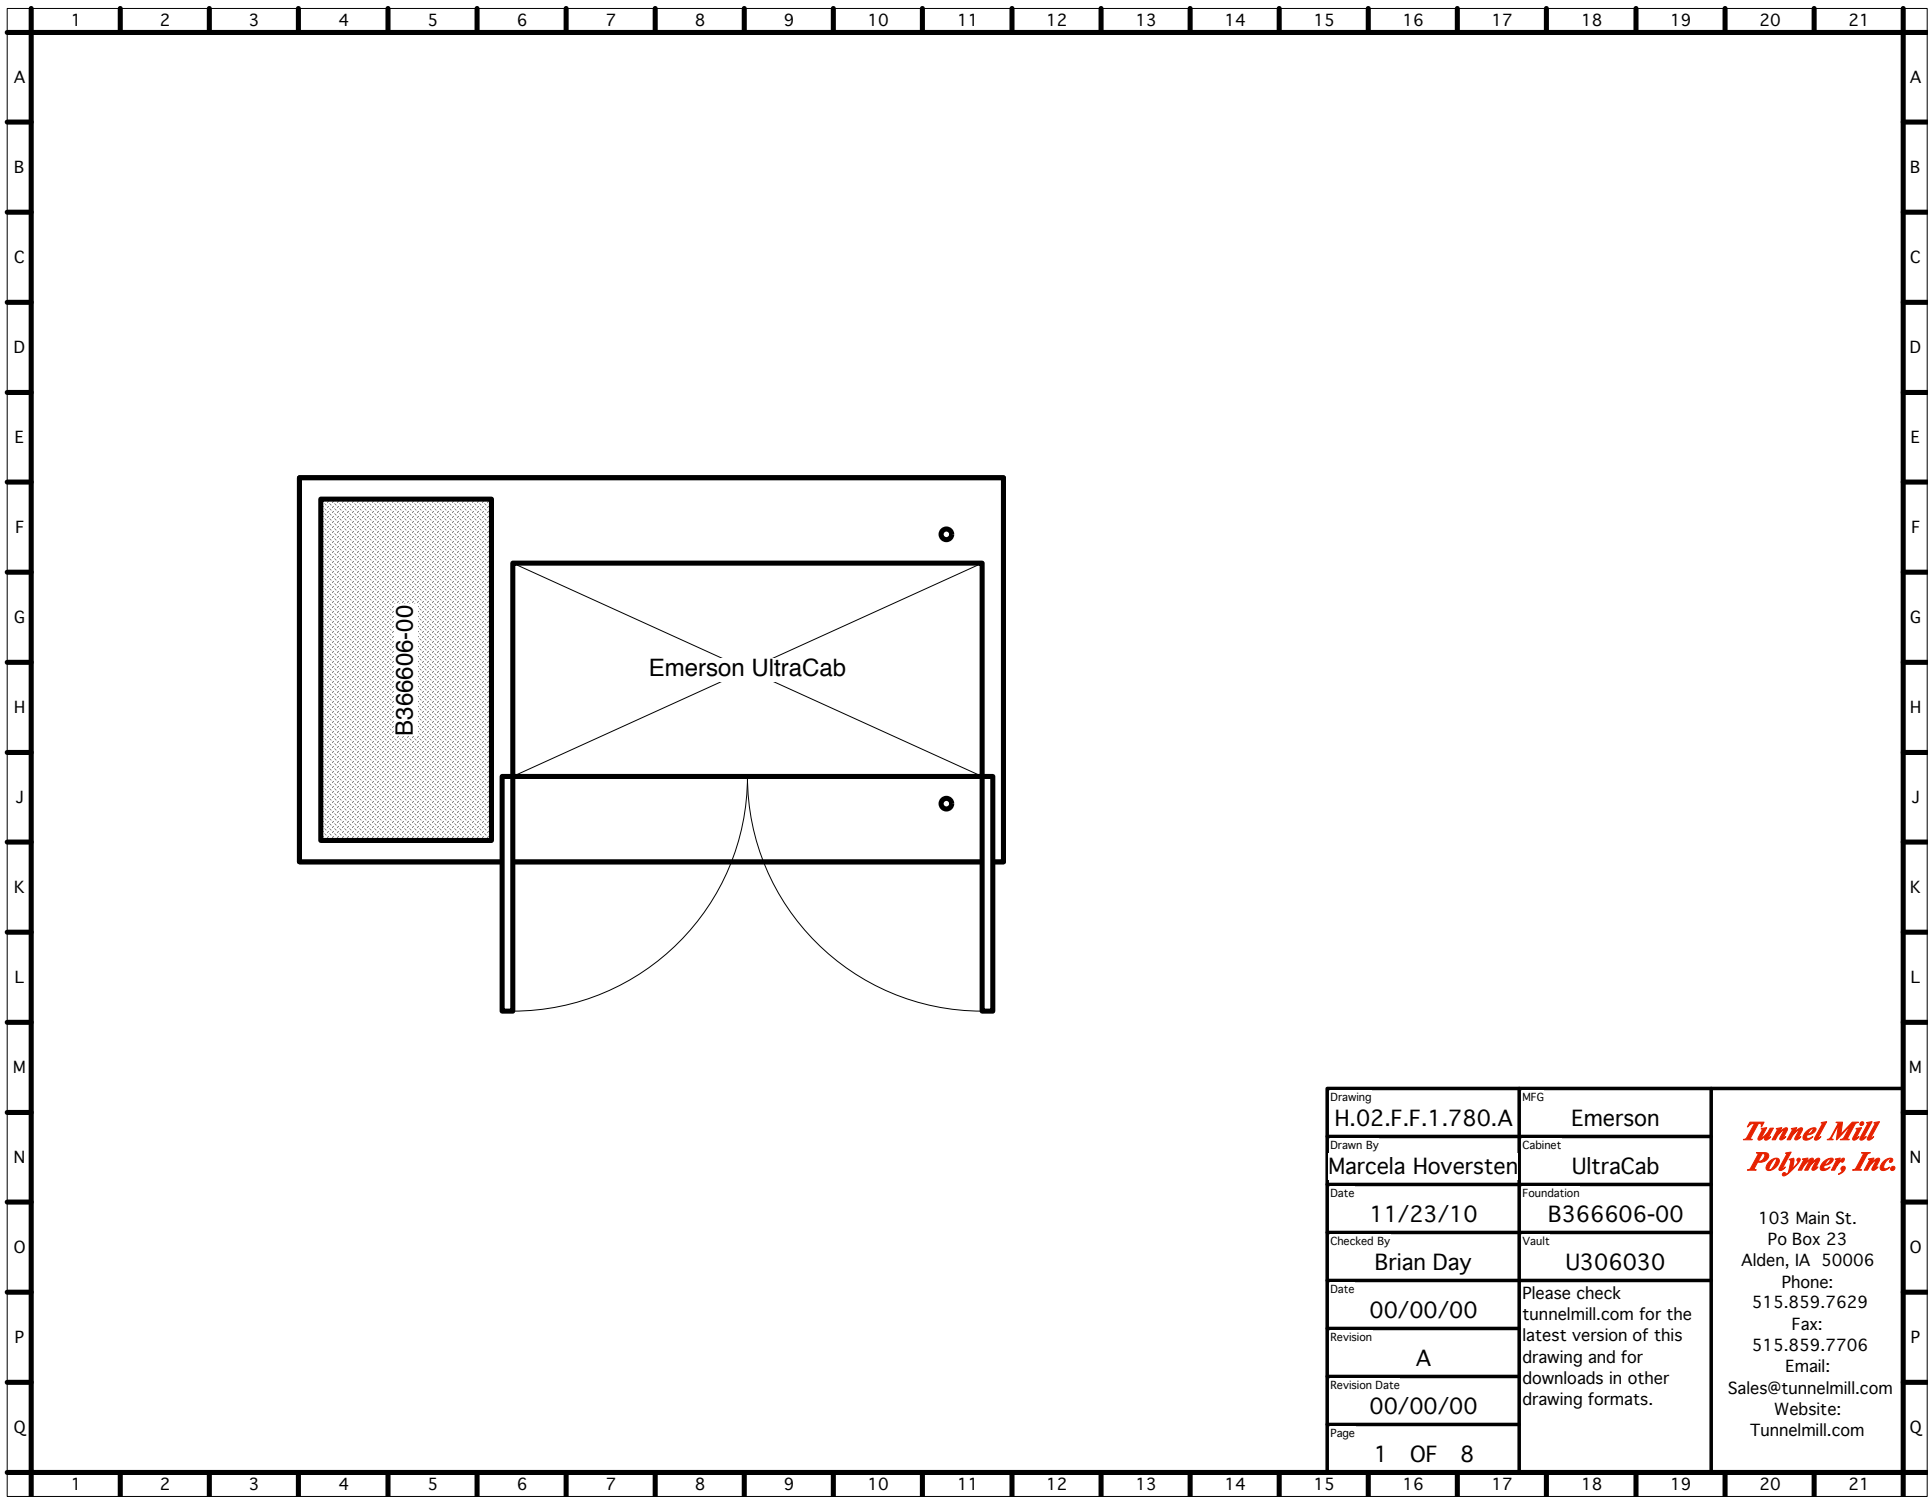 1 2 3 4 5 6 7 8 9 10 11 12 13 14 15 16 17 18 19 20 21
A A
B B
C C
D D
E E
F F
G G
H H
J J
K K
L L
M M
N N
O O
P P
Q Q
B366606-00
Emerson UltraCab
Drawing
H.02.F.F.1.780.A
Drawn By
Marcela Hoversten
Date
11/23/10
Checked By
Brian Day
Date
00/00/00
Revision
A
Revision Date
00/00/00
Page
1 OF 8
MFG
Emerson
Cabinet
UltraCab
Foundation
B366606-00
Vault
U306030
Please check
tunnelmill.com for the
latest version of this
drawing and for
downloads in other
drawing formats.
Tunnel Mill
Polymer, Inc.
103 Main St.
Po Box 23
Alden, IA 50006
Phone:
515.859.7629
Fax:
515.859.7706
Email:
Sales@tunnelmill.com
Website:
Tunnelmill.com
1 2 3 4 5 6 7 8 9 10 11 12 13 14 15 16 17 18 19 20 21